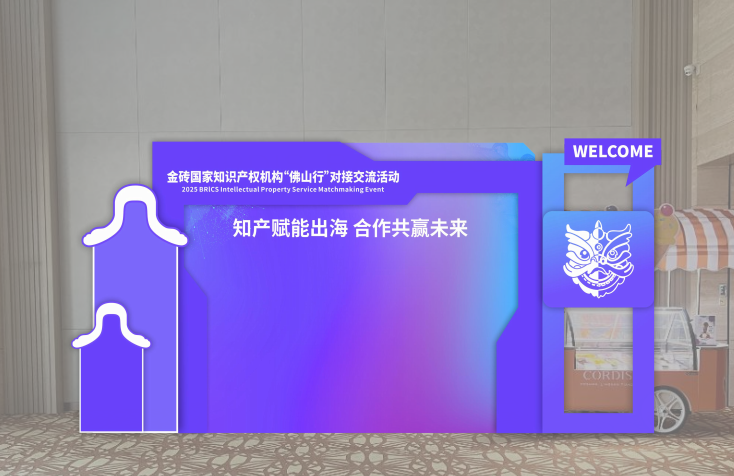 WELCOME
金砖国家知识产权机构“佛山行”对接交流活动
2025 BRICS Intellectual Property Service Matchmaking Event
知产赋能出海 合作共赢未来
CORDIS